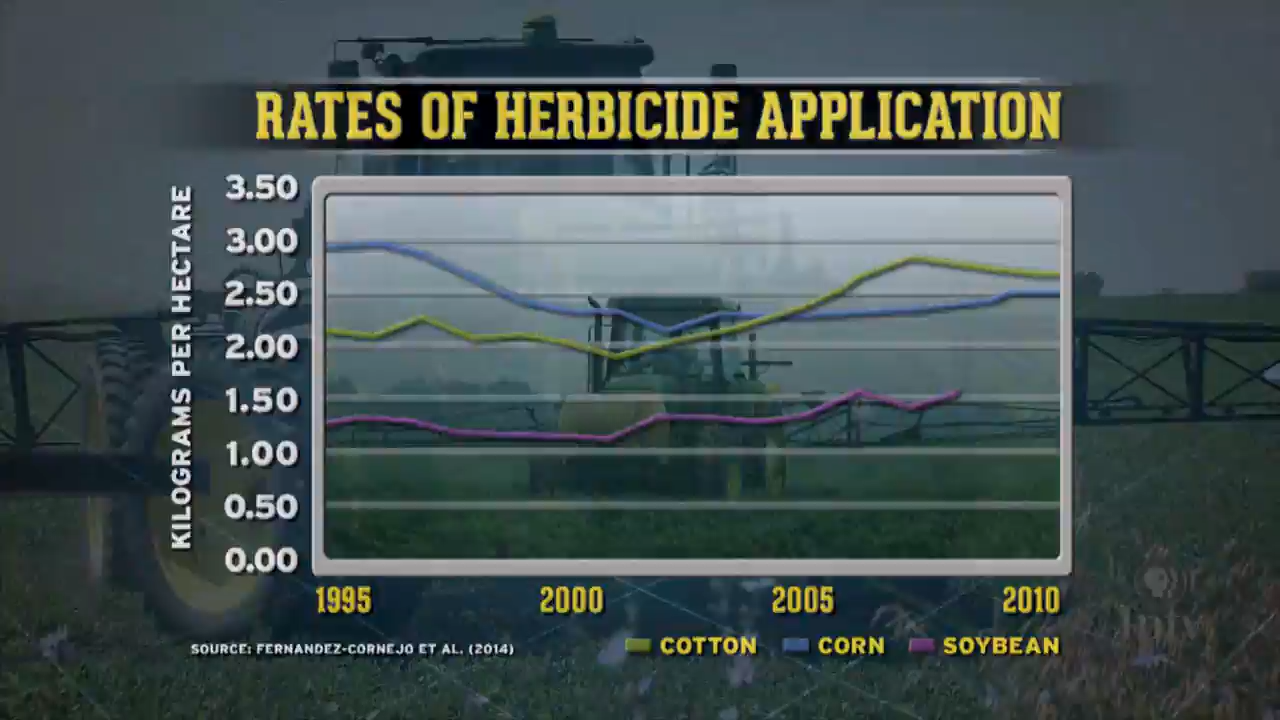 RATES OF HERBICIDE APPLICATION
KILOGRAMS PER HECTARE
3.50
3.00
2.50
2.00
1.50
1.00
0.50
0.00
1995 2000 2005 2010
SOURCE: FERNANDEZ-CORNEJO ET AL. (2014)
COTTON CORN SOYBEAN
iptv